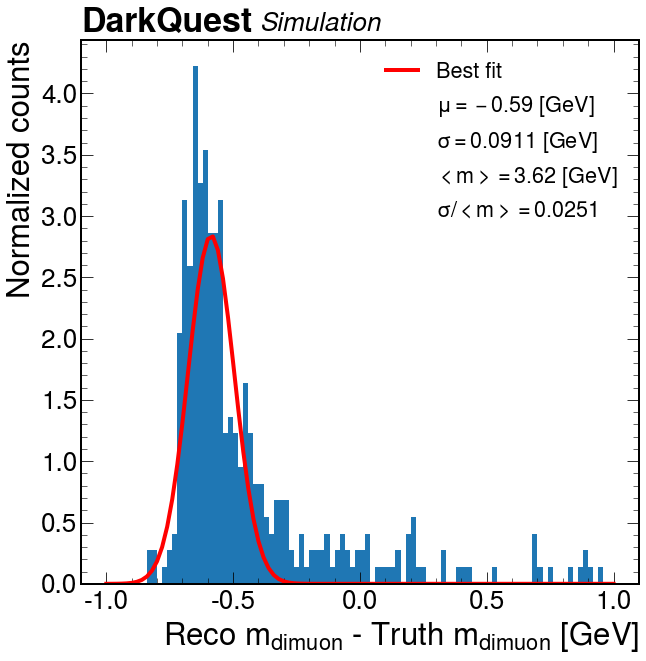 DarkQuest Simulation
Normalized counts
4.0
3.5
3.0
2.5
2.0
1.5
1.0
0.5
0.0
Best fit
μ = −0.59 [GeV]
σ = 0.0911 [GeV]
<m> = 3.62 [GeV]
σ/<m> = 0.0251
-1.0 -0.5 0.0 0.5 1.0
Reco m_dimuon - Truth m_dimuon [GeV]